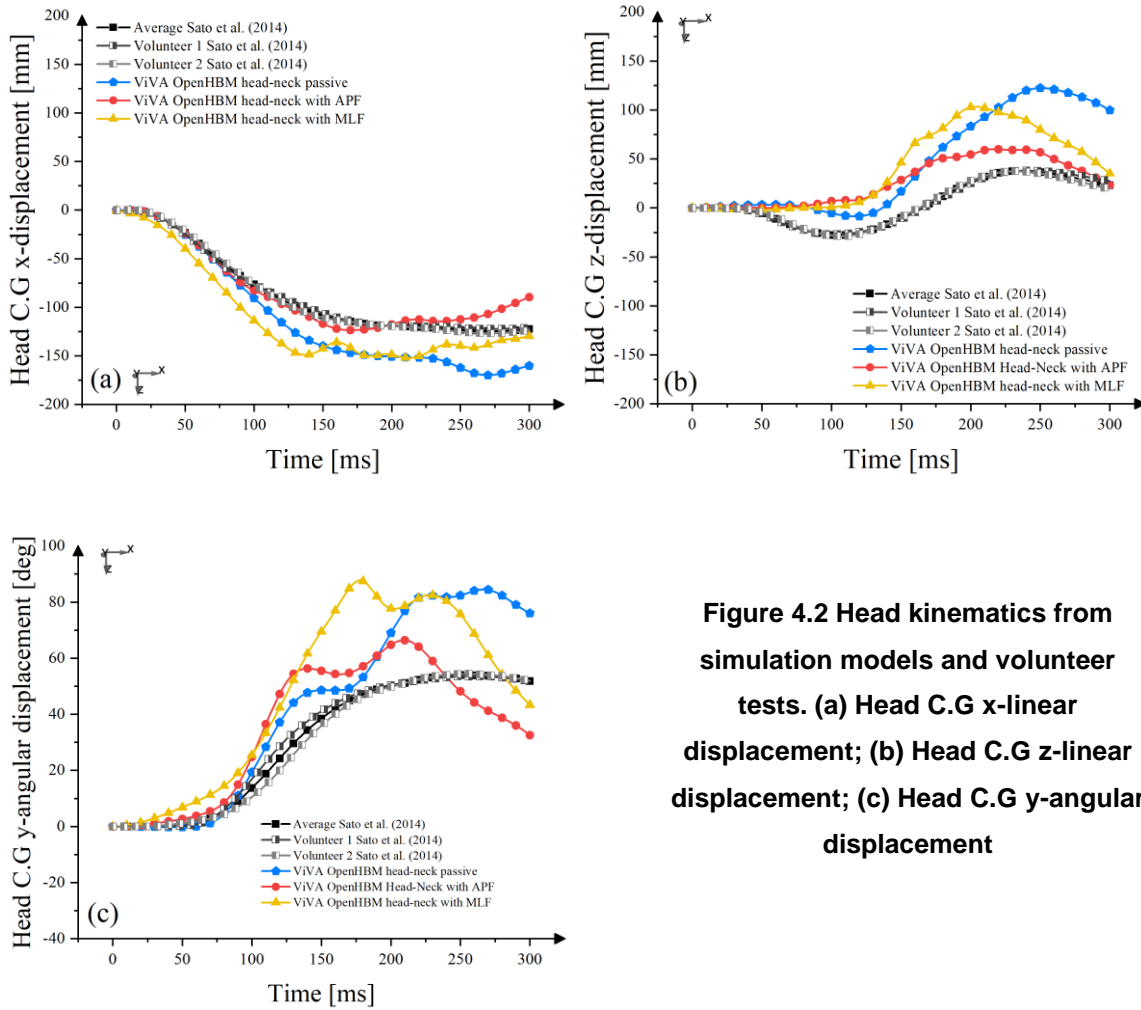 200
150
100
50
0
-50
-100
-150
-200
Head C.G x-displacement [mm]
Average Sato et al. (2014)
Volunteer 1 Sato et al. (2014)
Volunteer 2 Sato et al. (2014)
ViVA OpenHBM head-neck passive
ViVA OpenHBM head-neck with APF
ViVA OpenHBM head-neck with MLF
(a)
Y X
Z
0 50 100 150 200 250 300
Time [ms]
200
150
100
50
0
-50
-100
-150
-200
Head C.G z-displacement [mm]
Y X
Z
Average Sato et al. (2014)
Volunteer 1 Sato et al. (2014)
Volunteer 2 Sato et al. (2014)
ViVA OpenHBM head-neck passive
ViVA OpenHBM Head-Neck with APF
ViVA OpenHBM head-neck with MLF
(b)
0 50 100 150 200 250 300
Time [ms]
100
80
60
40
20
0
-20
-40
Head C.G y-angular displacement [deg]
Y X
Z
Average Sato et al. (2014)
Volunteer 1 Sato et al. (2014)
Volunteer 2 Sato et al. (2014)
ViVA OpenHBM head-neck passive
ViVA OpenHBM Head-Neck with APF
ViVA OpenHBM head-neck with MLF
(c)
0 50 100 150 200 250 300
Time [ms]
Figure 4.2 Head kinematics from
simulation models and volunteer
tests. (a) Head C.G x-linear
displacement; (b) Head C.G z-linear
displacement; (c) Head C.G y-angular
displacement